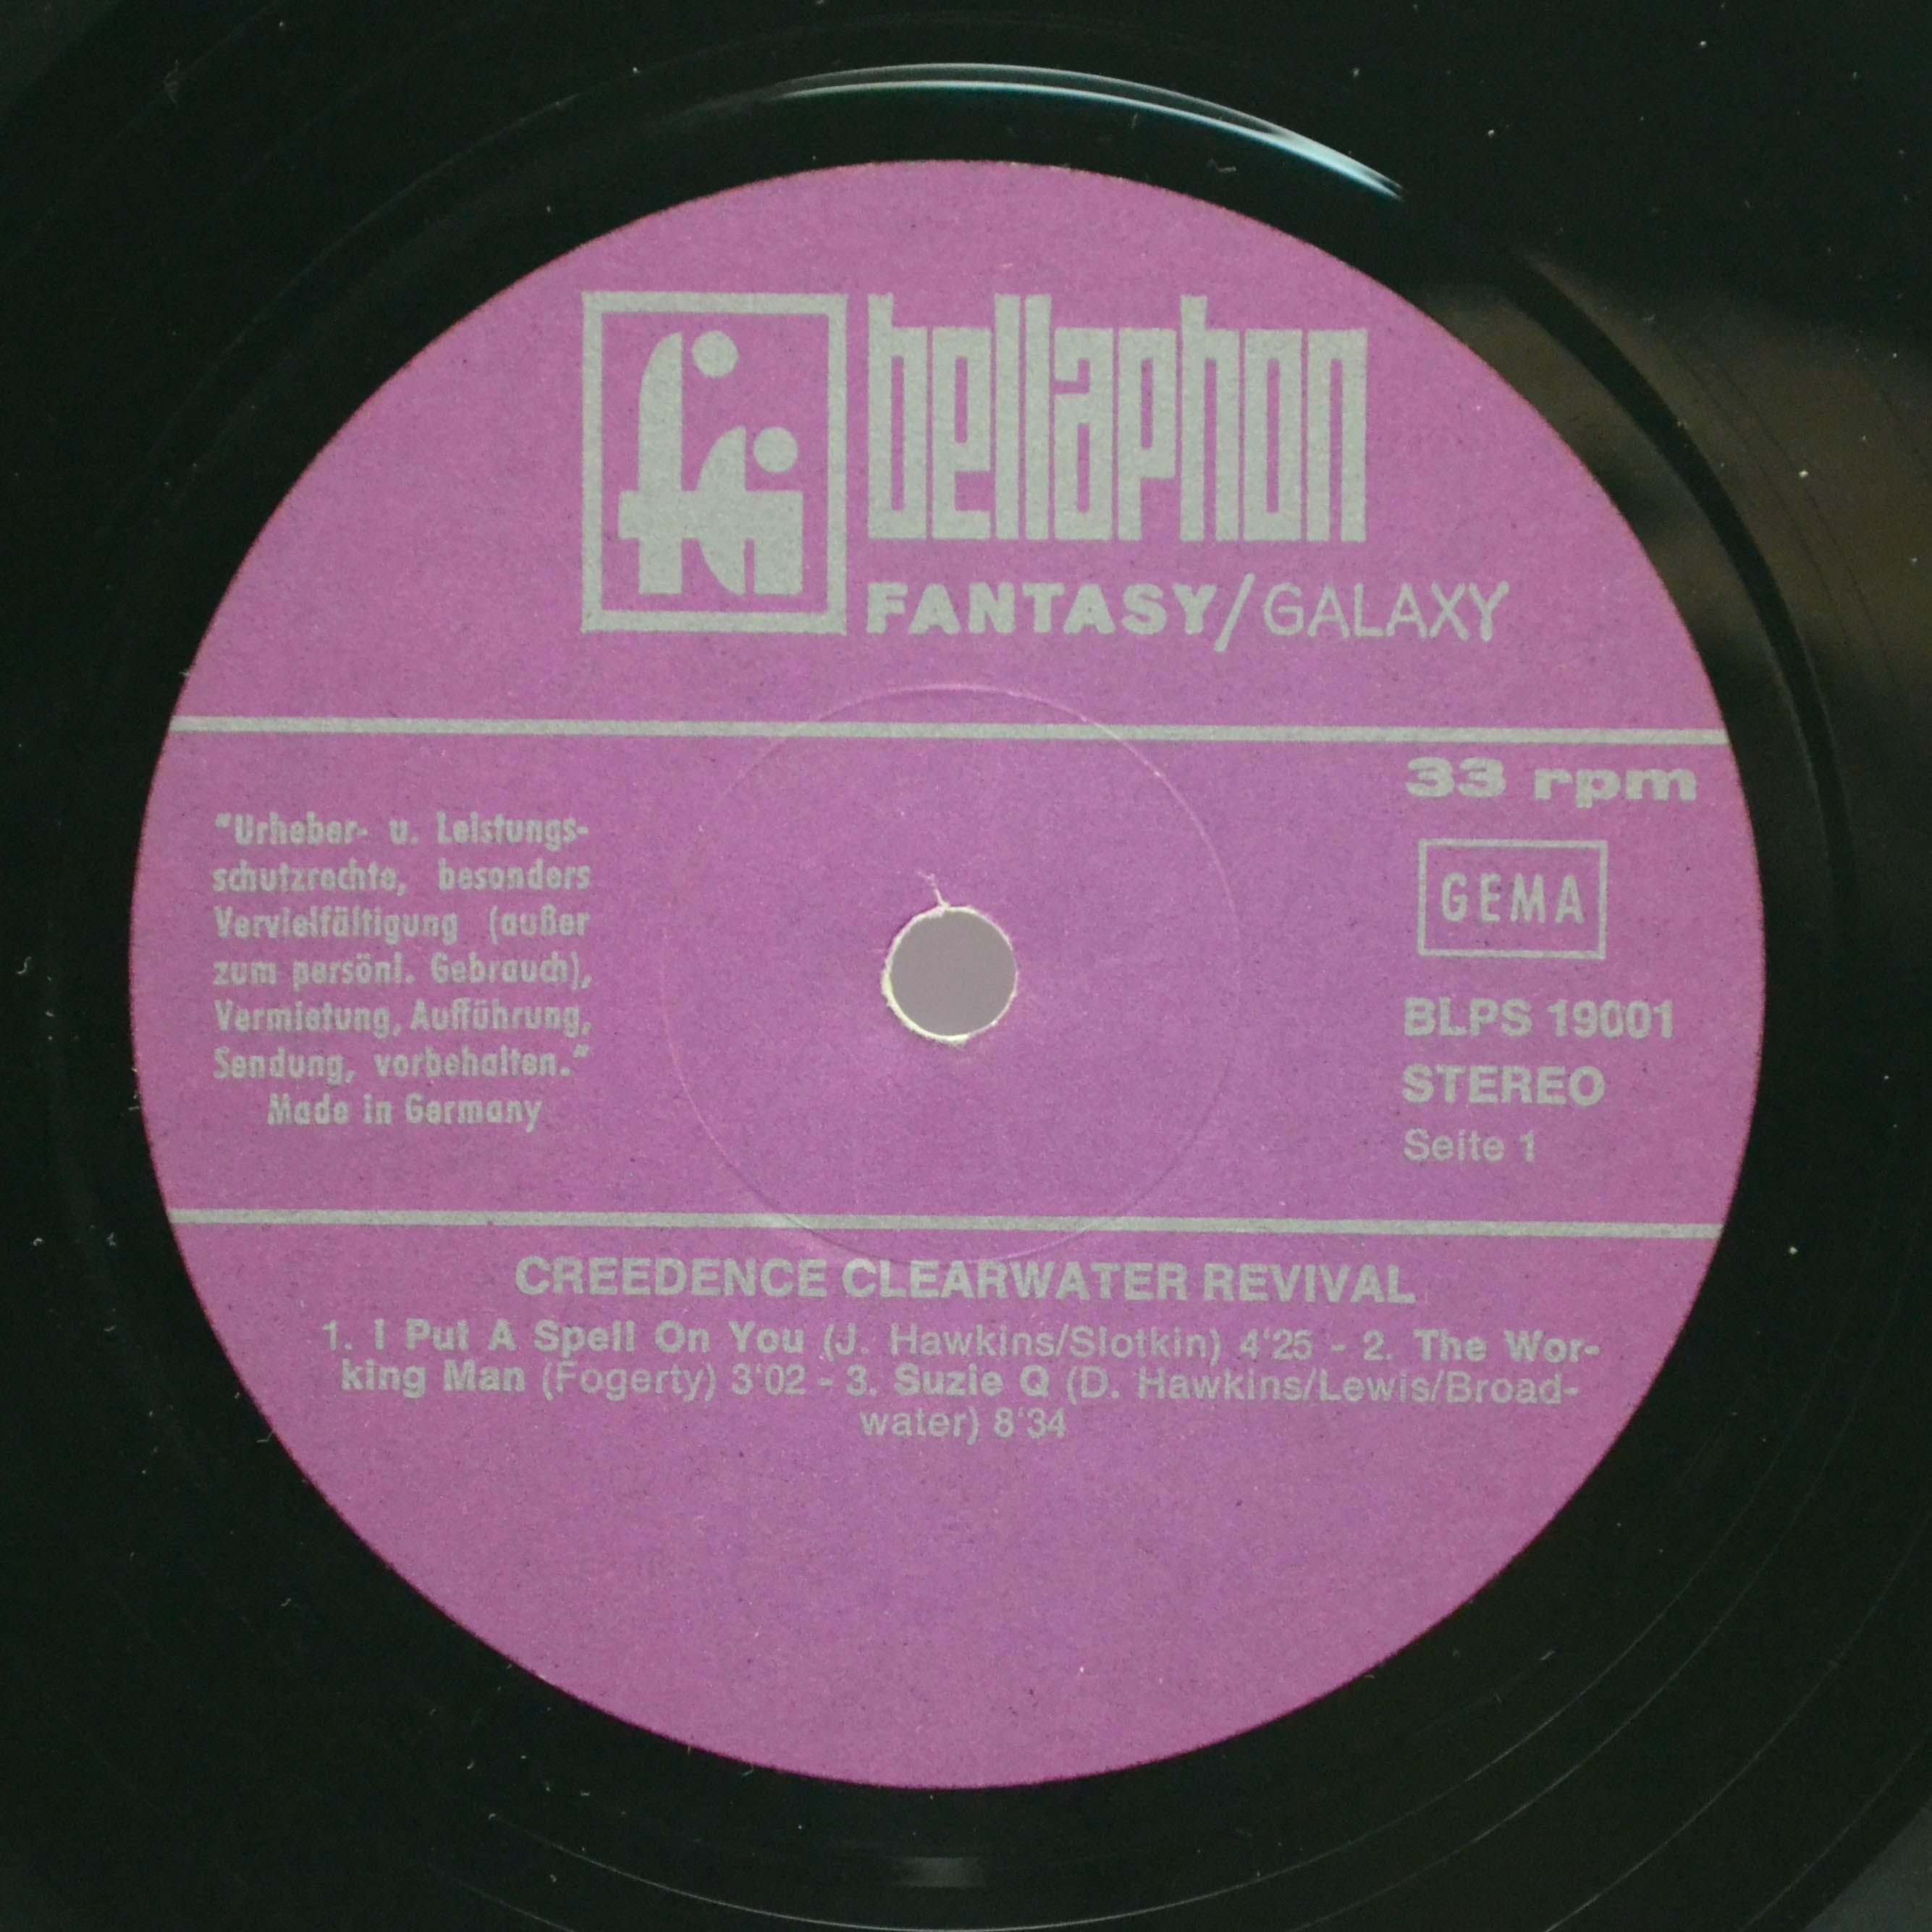 fi
bellaphon
FANTASY/GALAXY
33 rpm
GEMA
BLPS 19001
STEREO
Seite 1
"Urheber- u. Leistungs-
schutzrechte, besonders
Vervielfältigung (außer
zum persönl. Gebrauch),
Vermietung, Aufführung,
Sendung, vorbehalten."
Made in Germany
CREEDENCE CLEARWATER REVIVAL
1. I Put A Spell On You (J. Hawkins/Slotkin) 4'25 - 2. The Wor-
king Man (Fogerty) 3'02 - 3. Suzie Q (D. Hawkins/Lewis/Broad-
water) 8'34